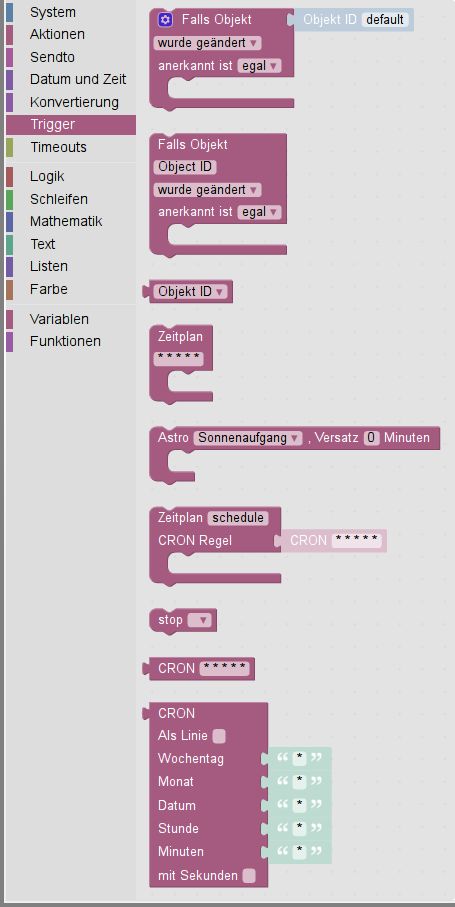 System
Aktionen
Sendto
Datum und Zeit
Konvertierung
Trigger
Timeouts
Logik
Schleifen
Mathematik
Text
Listen
Farbe
Variablen
Funktionen
Falls Objekt Objekt ID default
wurde geändert
anerkannt ist egal
Falls Objekt
Object ID
wurde geändert
anerkannt ist egal
Objekt ID
Zeitplan
* * * * *
Astro Sonnenaufgang , Versatz 0 Minuten
Zeitplan schedule
CRON Regel CRON * * * * *
stop
CRON * * * * *
CRON
Als Linie
Wochentag “ * ”
Monat “ * ”
Datum “ * ”
Stunde “ * ”
Minuten “ * ”
mit Sekunden